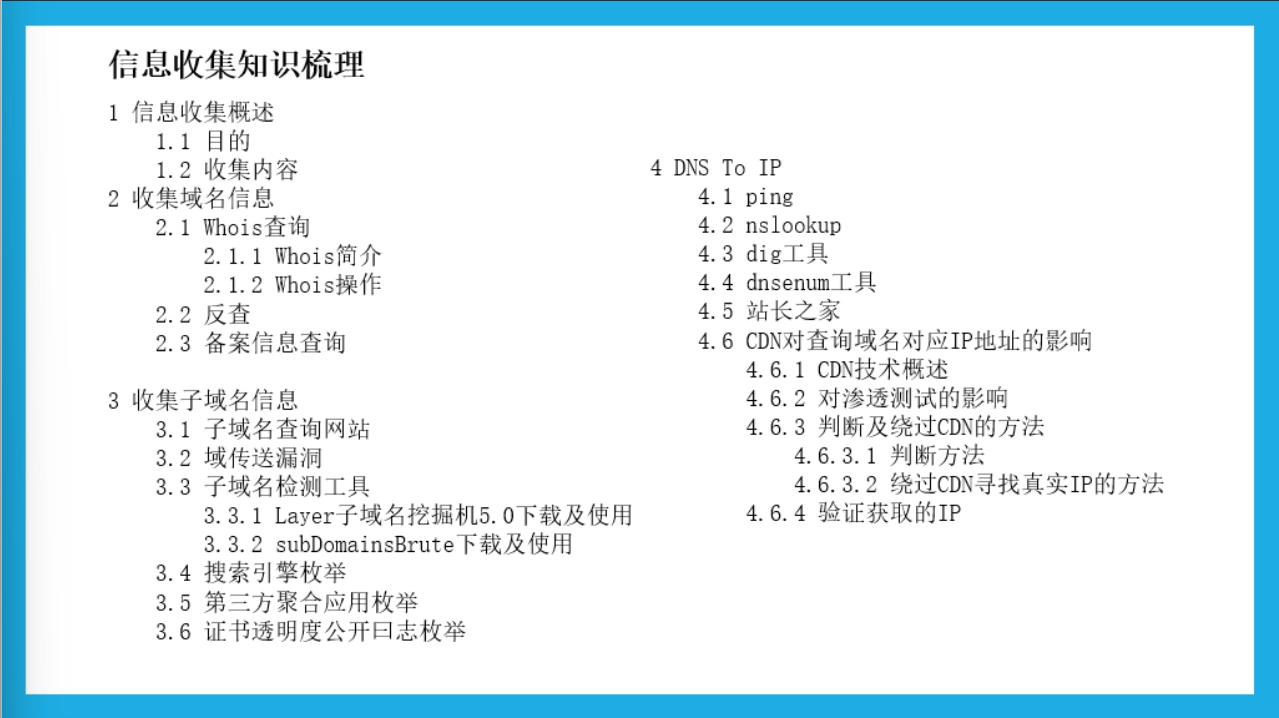 信息收集知识梳理
1 信息收集概述
1.1 目的
1.2 收集内容
2 收集域名信息
2.1 Whois查询
2.1.1 Whois简介
2.1.2 Whois操作
2.2 反查
2.3 备案信息查询
3 收集子域名信息
3.1 子域名查询网站
3.2 域传送漏洞
3.3 子域名检测工具
3.3.1 Layer子域名挖掘机5.0下载及使用
3.3.2 subDomainsBrute下载及使用
3.4 搜索引擎枚举
3.5 第三方聚合应用枚举
3.6 证书透明度公开日志枚举
4 DNS To IP
4.1 ping
4.2 nslookup
4.3 dig工具
4.4 dnsenum工具
4.5 站长之家
4.6 CDN对查询域名对应IP地址的影响
4.6.1 CDN技术概述
4.6.2 对渗透测试的影响
4.6.3 判断及绕过CDN的方法
4.6.3.1 判断方法
4.6.3.2 绕过CDN寻找真实IP的方法
4.6.4 验证获取的IP